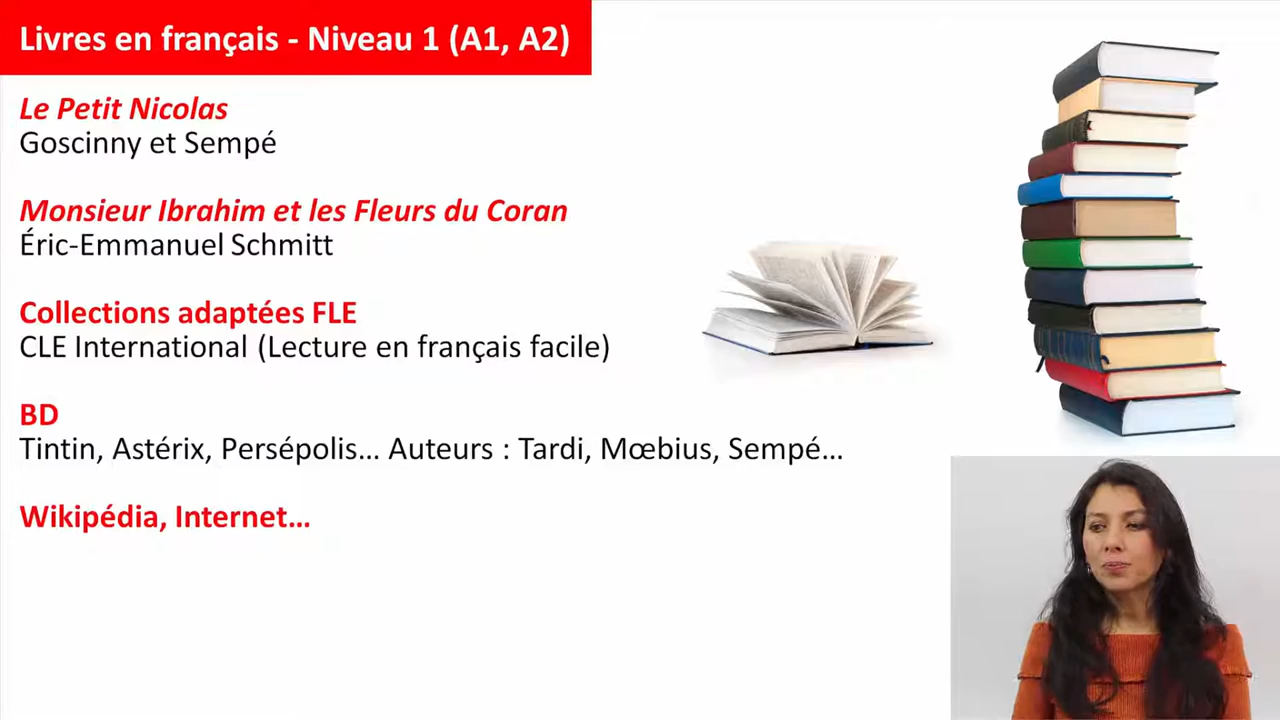 Livres en français - Niveau 1 (A1, A2)
Le Petit Nicolas
Goscinny et Sempé
Monsieur Ibrahim et les Fleurs du Coran
Éric-Emmanuel Schmitt
Collections adaptées FLE
CLE International (Lecture en français facile)
BD
Tintin, Astérix, Persépolis… Auteurs : Tardi, Mœbius, Sempé…
Wikipédia, Internet…